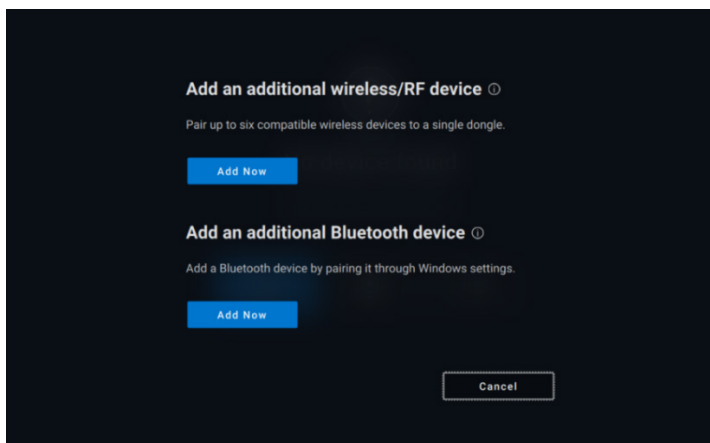 Add an additional wireless/RF device
Pair up to six compatible wireless devices to a single dongle.
Add Now
Add an additional Bluetooth device
Add a Bluetooth device by pairing it through Windows settings.
Add Now
Cancel